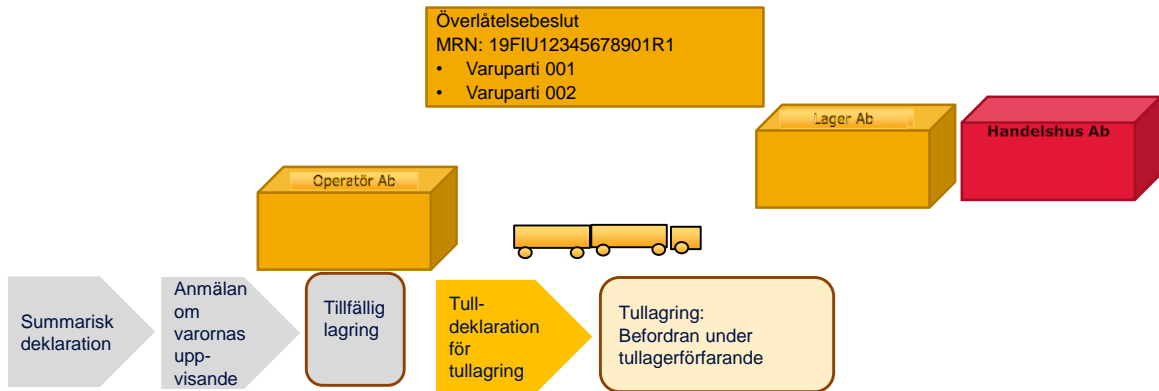 Överlåtelsebeslut
MRN: 19FIU12345678901R1
• Varuparti 001
• Varuparti 002
Lager Ab
Handelshus Ab
Operatör Ab
Summarisk
deklaration
Anmälan
om
varornas
upp-
visande
Tillfällig
lagring
Tull-
deklaration
för
tullagring
Tullagring:
Befordran under
tullagerförfarande